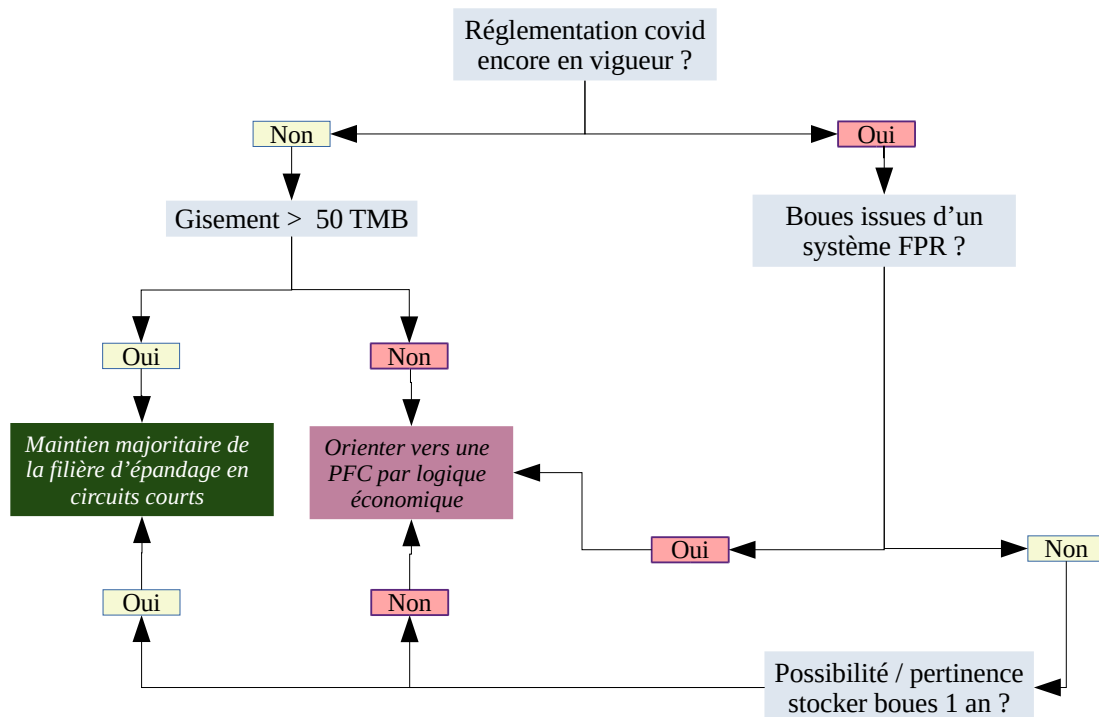 Réglementation covid
encore en vigueur ?
Non
Oui
Gisement >  50 TMB
Boues issues d’un
système FPR ?
Oui
Non
Maintien majoritaire de
la filière d’épandage en
circuits courts
Orienter vers une
PFC par logique
économique
Oui
Non
Oui
Non
Possibilité / pertinence
stocker boues 1 an ?